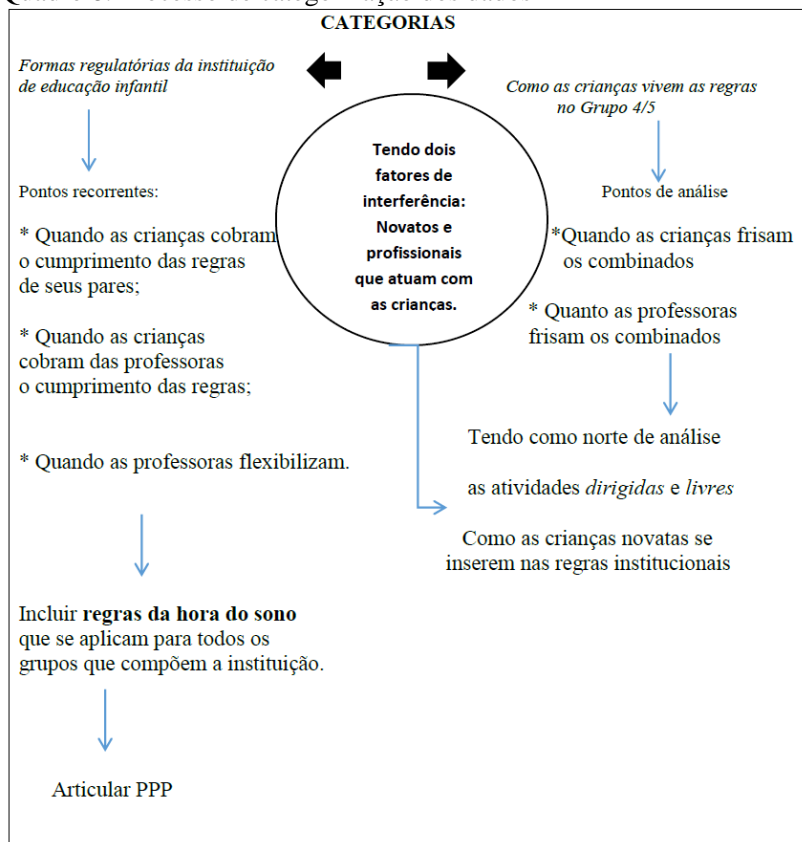 CATEGORIAS
Formas regulatórias da instituição
de educação infantil
Pontos recorrentes:
* Quando as crianças cobram
o cumprimento das regras
de seus pares;
* Quando as crianças
cobram das professoras
o cumprimento das regras;
* Quando as professoras flexibilizam.
Incluir regras da hora do sono
que se aplicam para todos os
grupos que compõem a instituição.
Articular PPP
Tendo dois
fatores de
interferência:
Novatos e
profissionais
que atuam com
as crianças.
Como as crianças vivem as regras
no Grupo 4/5
Pontos de análise
*Quando as crianças frisam
os combinados
* Quanto as professoras
frisam os combinados
Tendo como norte de análise
as atividades dirigidas e livres
Como as crianças novatas se
inserem nas regras institucionais